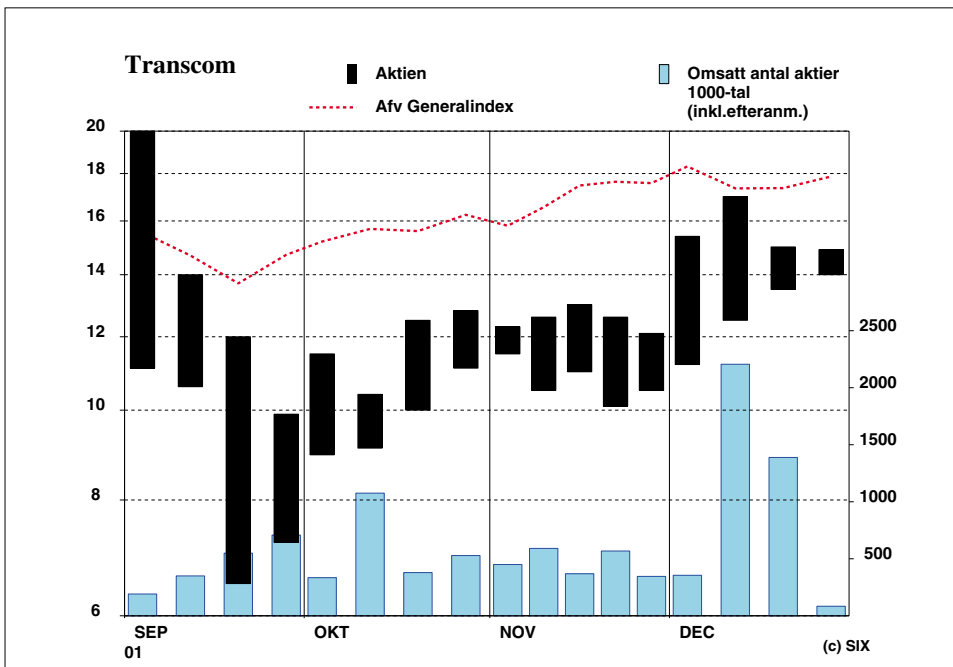 Transcom
Aktien
Afv Generalindex
Omsatt antal aktier
1000-tal
(inkl.efteranm.)
20
18
16
14
12
10
8
6
2500
2000
1500
1000
500
SEP
OKT
NOV
DEC
01
(c) SIX